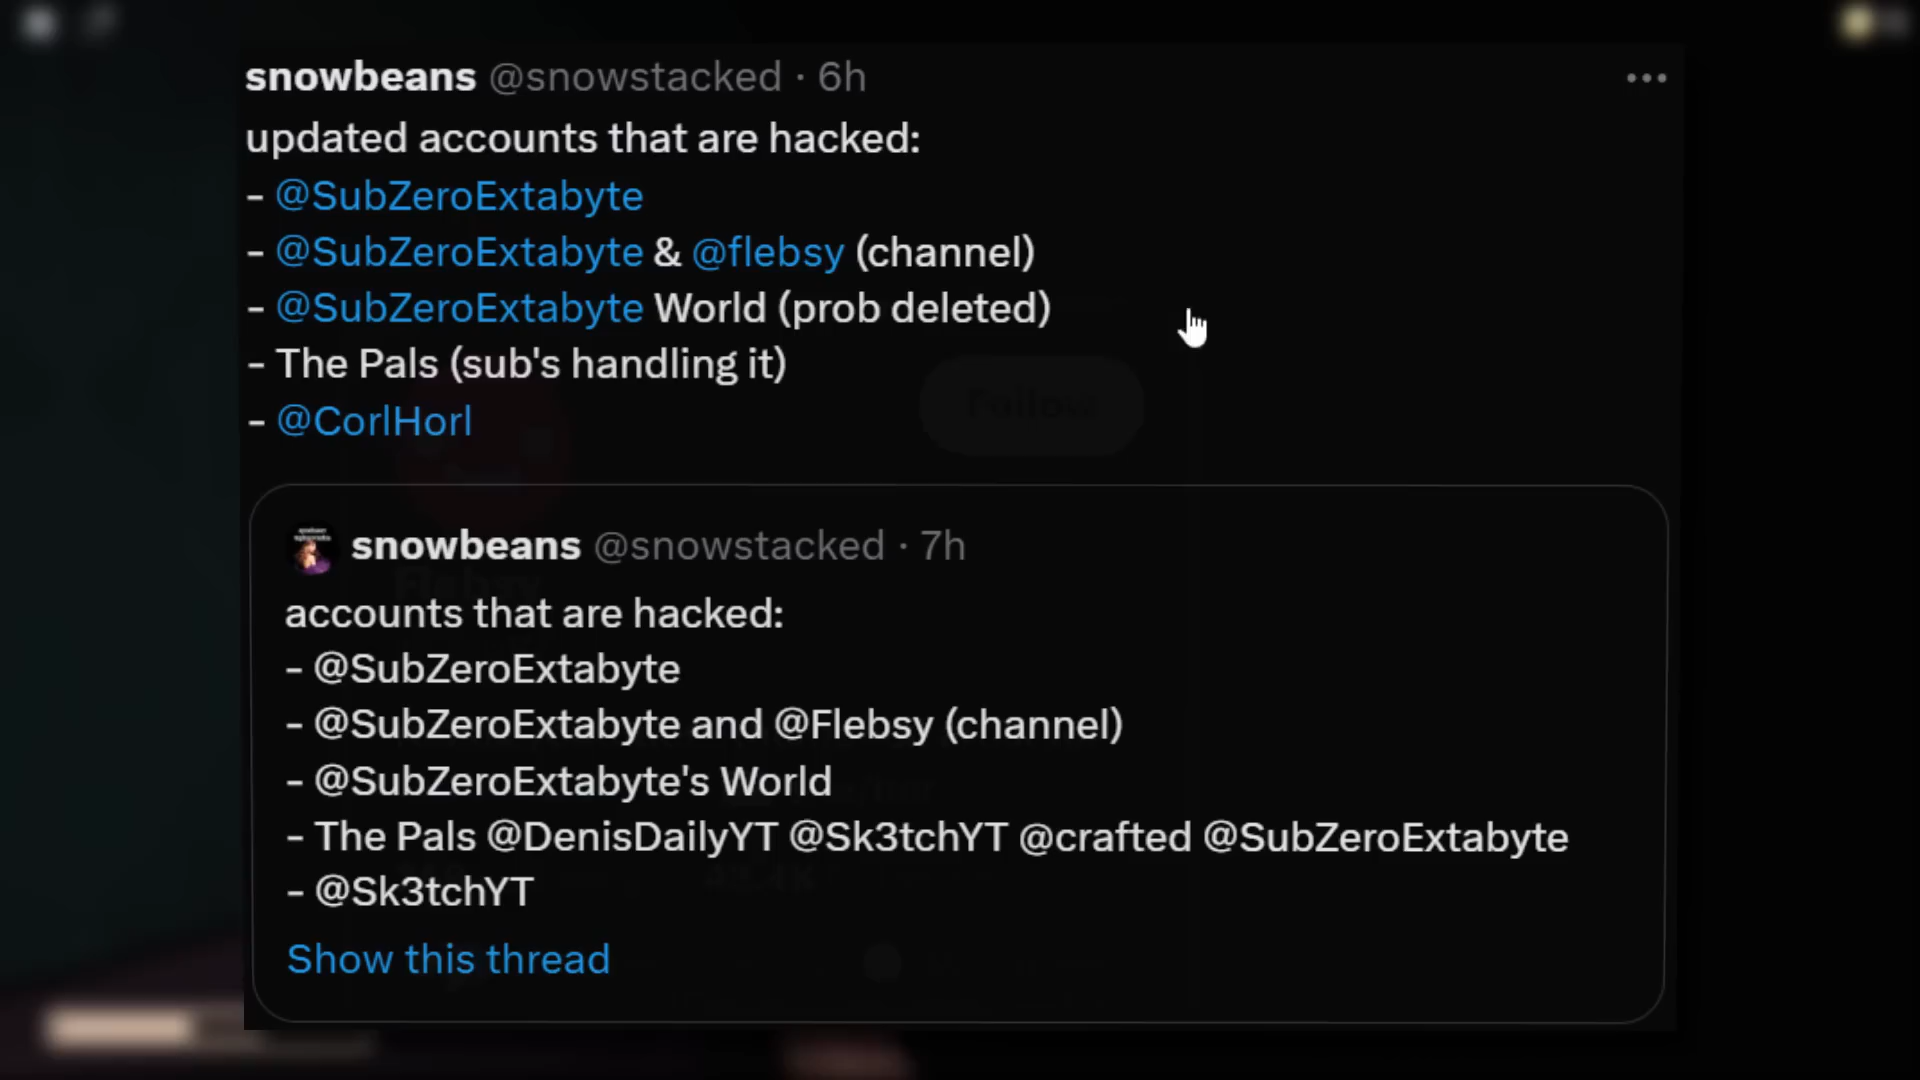 snowbeans @snowstacked · 6h
updated accounts that are hacked:
- @SubZeroExtabyte
- @SubZeroExtabyte & @flebsy (channel)
- @SubZeroExtabyte World (prob deleted)
- The Pals (sub's handling it)
- @CorlHorl
Follow
snowbeans @snowstacked · 7h
Flebsy
accounts that are hacked:
- @SubZeroExtabyte
- @SubZeroExtabyte and @Flebsy (channel)
- @SubZeroExtabyte's World
- The Pals @DenisDailyYT @Sk3tchYT @crafted @SubZeroExtabyte
- @Sk3tchYT
Show this thread